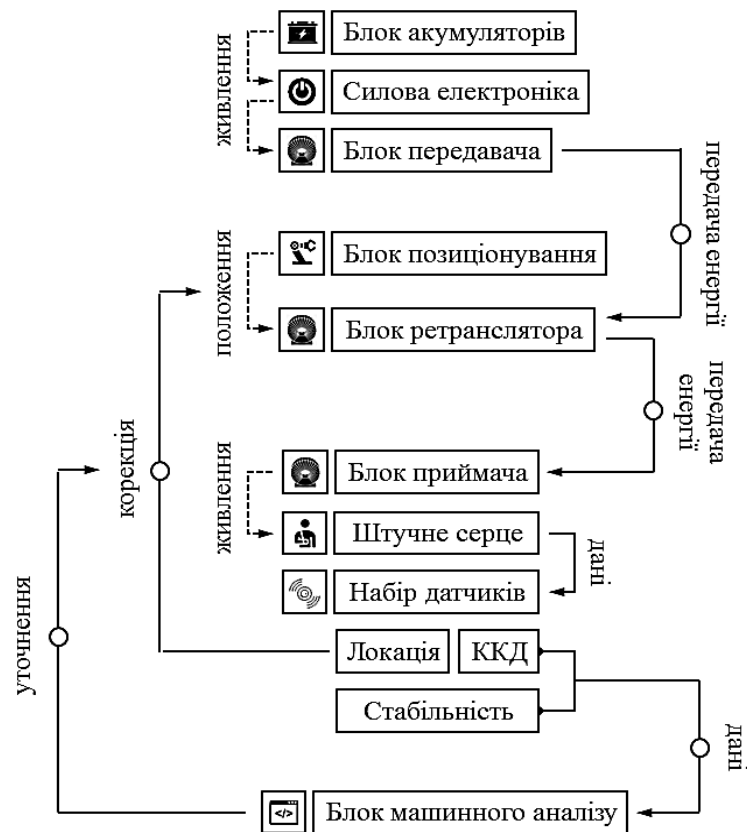 Блок акумуляторів
живлення
Силова електроніка
Блок передавача
передача енергії
Блок позиціонування
положення
Блок ретранслятора
передача
енергії
Блок приймача
корекція
живлення
Штучне серце
дані
Набір датчиків
уточнення
Локація
ККД
Стабільність
дані
</>
Блок машинного аналізу